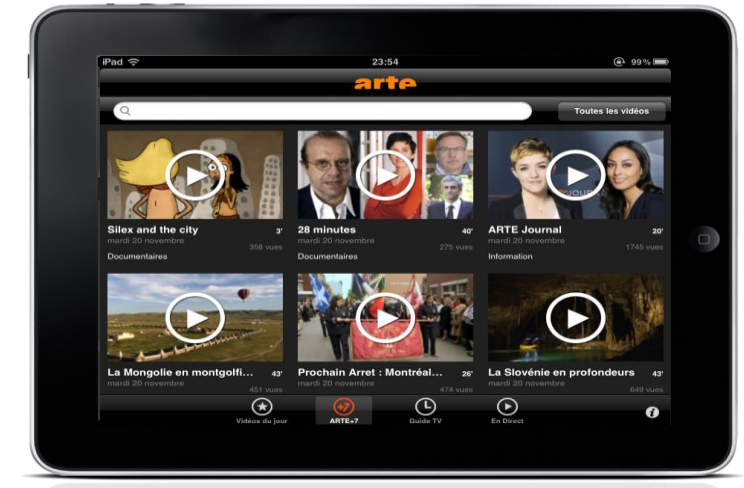 iPad
23:54
99 %
arte
Toutes les vidéos
Silex and the city 3'
mardi 20 novembre
358 vues
Documentaires
28 minutes 40'
mardi 20 novembre
275 vues
Documentaires
ARTE Journal 20'
mardi 20 novembre
1745 vues
Information
JOUR
La Mongolie en montgolfi... 43'
mardi 20 novembre
451 vues
Prochain Arret : Montréal... 26'
mardi 20 novembre
474 vues
La Slovénie en profondeurs 43'
mardi 20 novembre
649 vues
Vidéos du jour
+7
ARTE+7
Guide TV
En Direct
i